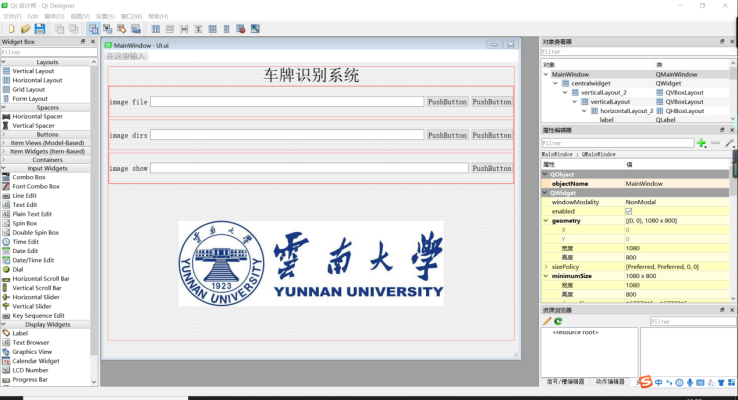 Qt 设计师 - Qt Designer
文件(F) Edit 窗体(O) 视图(V) 设置(S) 窗口(W) 帮助(H)
Widget Box
Filter
Layouts
Vertical Layout
Horizontal Layout
Grid Layout
Form Layout
Spacers
Horizontal Spacer
Vertical Spacer
Buttons
Item Views (Model-Based)
Item Widgets (Item-Based)
Containers
Input Widgets
Combo Box
Font Combo Box
Line Edit
Text Edit
Plain Text Edit
Spin Box
Double Spin Box
Time Edit
Date Edit
Date/Time Edit
Dial
Horizontal Scroll Bar
Vertical Scroll Bar
Horizontal Slider
Vertical Slider
Key Sequence Edit
Display Widgets
Label
Text Browser
Graphics View
Calendar Widget
LCD Number
Progress Bar
MainWindow - UI.ui
在这里输入
车牌识别系统
image file PushButton PushButton
image dirs PushButton PushButton
image show PushButton
雲南大學
1923
YUNNAN UNIVERSITY
雲南大學
YUNNAN UNIVERSITY
对象查看器
Filter
对象 类
MainWindow QMainWindow
centralwidget QWidget
verticalLayout_2 QVBoxLayout
verticalLayout QVBoxLayout
horizontalLayout_2 QHBoxLayout
label QLabel
属性编辑器
Filter
MainWindow : QMainWindow
属性 值
QObject
objectName MainWindow
QWidget
windowModality NonModal
enabled
geometry [(0, 0), 1080 x 800]
X 0
Y 0
宽度 1080
高度 800
sizePolicy [Preferred, Preferred, 0, 0]
minimumSize 1080 x 800
宽度 1080
高度 800
资源浏览器
Filter
<resource root>
信号/槽编辑器 动作编辑器
中